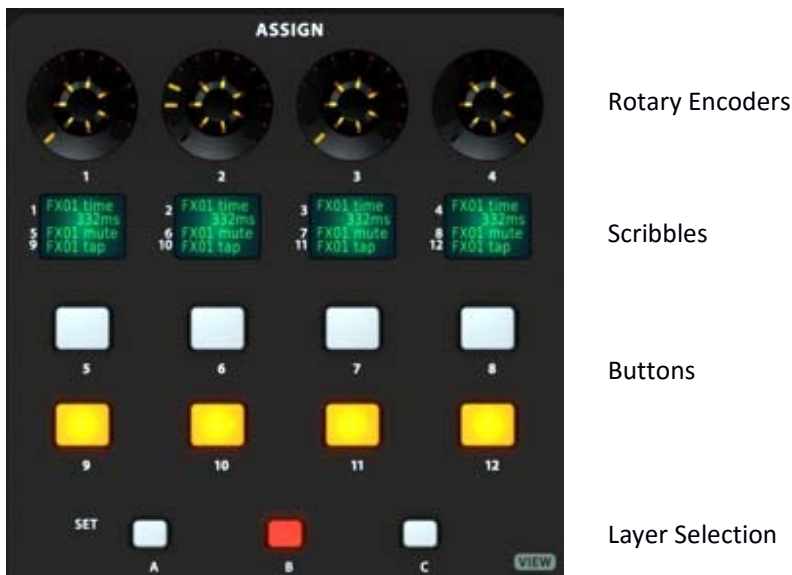 ASSIGN
Rotary Encoders
1 2 3 4
1 FX01 time 2 FX01 time 3 FX01 time 4 FX01 time
332ms 332ms 332ms 332ms
5 FX01 mute 6 FX01 mute 7 FX01 mute 8 FX01 mute
9 FX01 tap 10 FX01 tap 11 FX01 tap 12 FX01 tap
Scribbles
5 6 7 8
Buttons
9 10 11 12
SET
Layer Selection
A B C VIEW